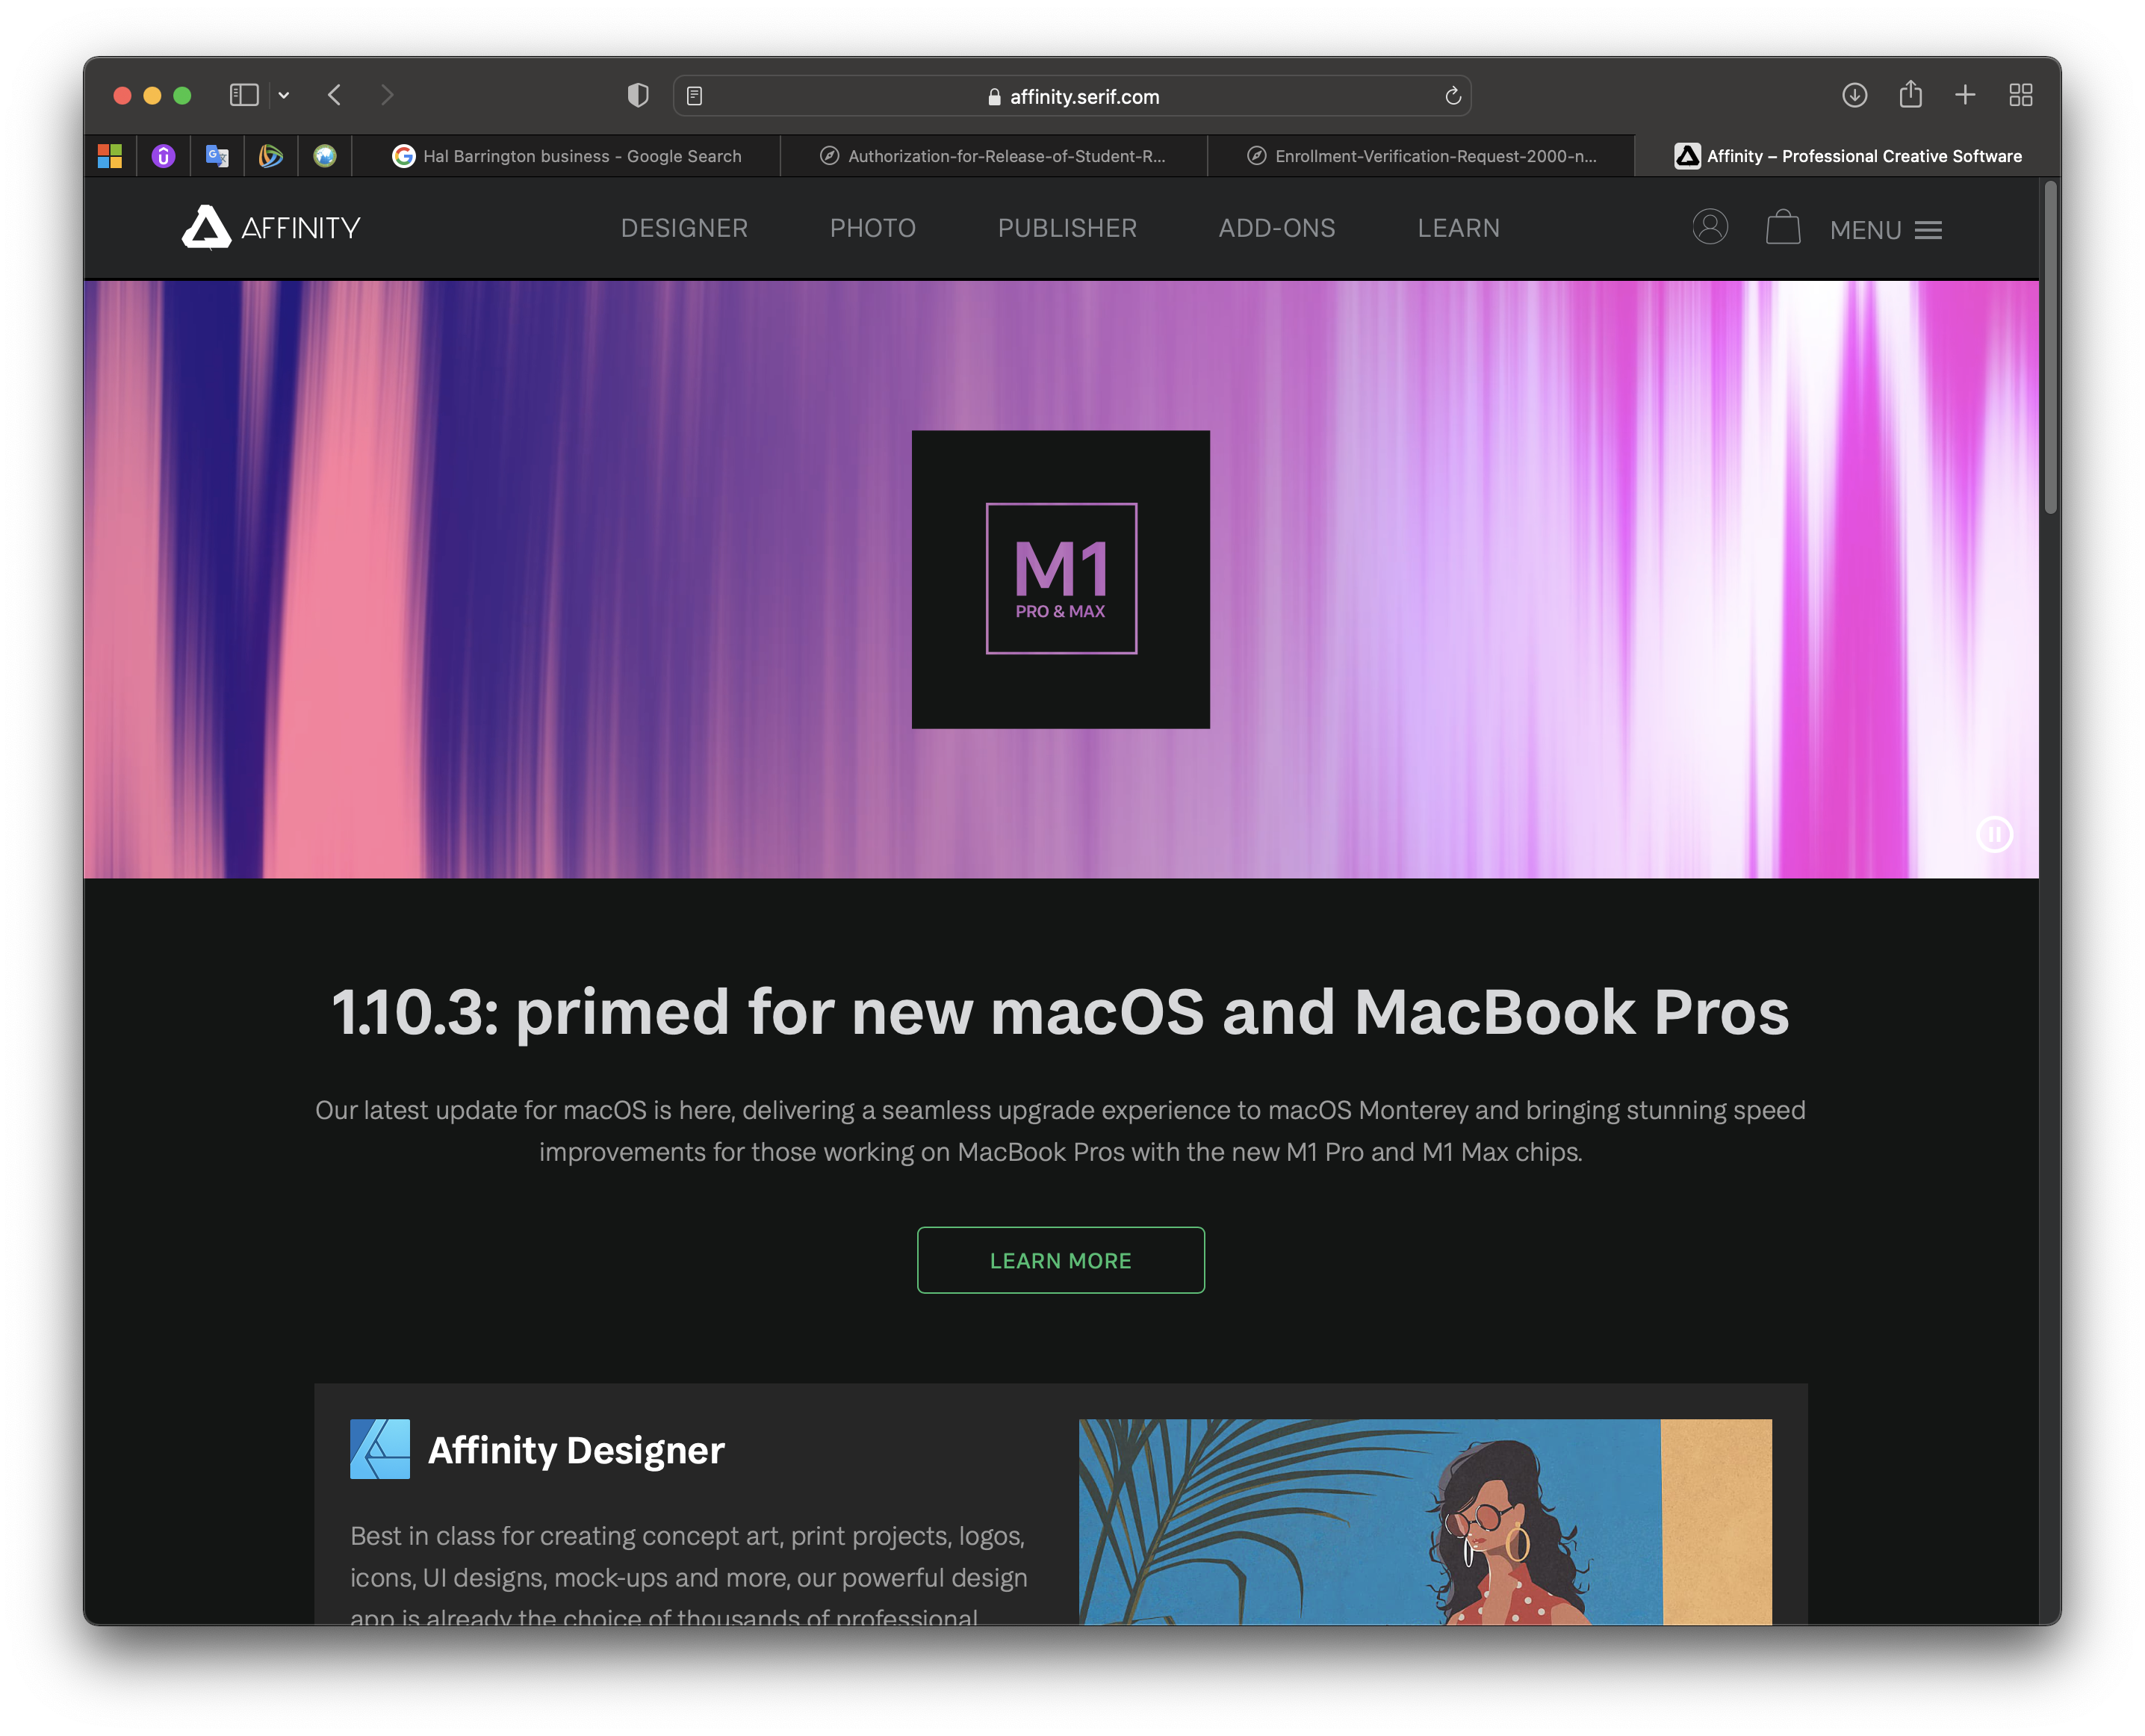 affinity.serif.com
Hal Barrington business - Google Search
Authorization-for-Release-of-Student-R...
Enrollment-Verification-Request-2000-n...
Affinity – Professional Creative Software
AFFINITY
DESIGNER
PHOTO
PUBLISHER
ADD-ONS
LEARN
MENU
M1
PRO & MAX
1.10.3: primed for new macOS and MacBook Pros
Our latest update for macOS is here, delivering a seamless upgrade experience to macOS Monterey and bringing stunning speed
improvements for those working on MacBook Pros with the new M1 Pro and M1 Max chips.
LEARN MORE
Affinity Designer
Best in class for creating concept art, print projects, logos,
icons, UI designs, mock-ups and more, our powerful design
app is already the choice of thousands of professional